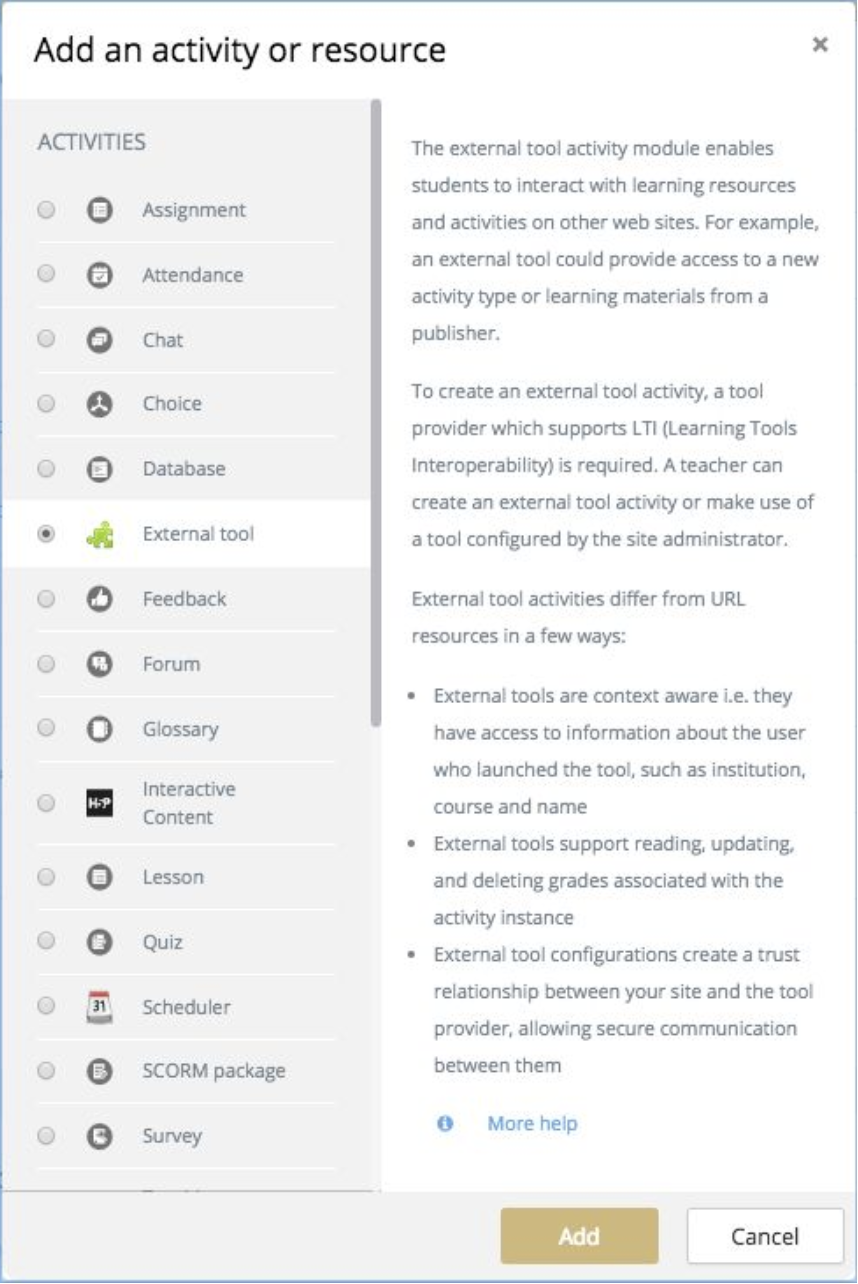 Add an activity or resource
×
ACTIVITIES
Assignment
Attendance
Chat
Choice
Database
External tool
Feedback
Forum
Glossary
H-P
Interactive
Content
Lesson
Quiz
31
Scheduler
SCORM package
Survey
The external tool activity module enables
students to interact with learning resources
and activities on other web sites. For example,
an external tool could provide access to a new
activity type or learning materials from a
publisher.
To create an external tool activity, a tool
provider which supports LTI (Learning Tools
Interoperability) is required. A teacher can
create an external tool activity or make use of
a tool configured by the site administrator.
External tool activities differ from URL
resources in a few ways:
• External tools are context aware i.e. they
have access to information about the user
who launched the tool, such as institution,
course and name
• External tools support reading, updating,
and deleting grades associated with the
activity instance
• External tool configurations create a trust
relationship between your site and the tool
provider, allowing secure communication
between them
More help
Add
Cancel